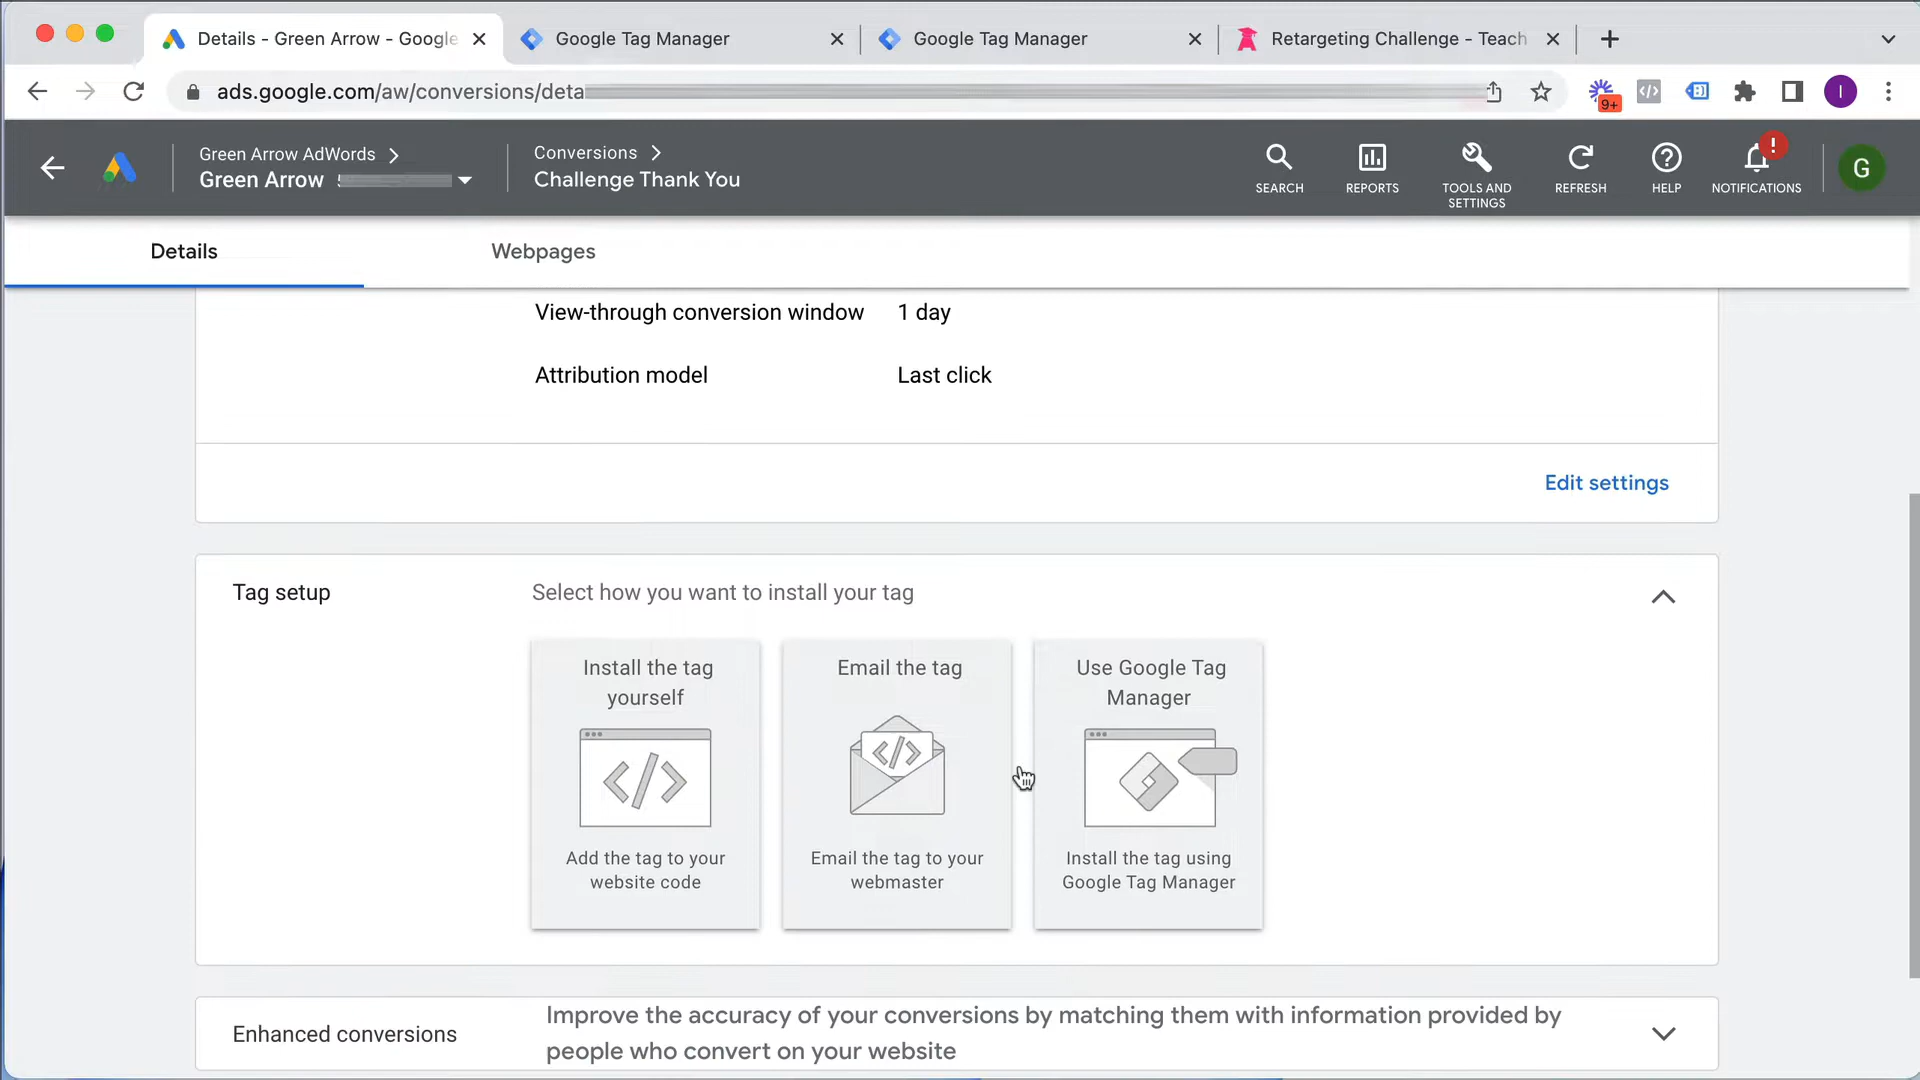 Details - Green Arrow - Google
Google Tag Manager
Google Tag Manager
Retargeting Challenge - Teach
ads.google.com/aw/conversions/deta
9+
I
Green Arrow AdWords
Green Arrow
Conversions
Challenge Thank You
SEARCH
REPORTS
TOOLS AND
SETTINGS
REFRESH
HELP
!
NOTIFICATIONS
G
Details
Webpages
View-through conversion window 1 day
Attribution model Last click
Edit settings
Tag setup
Select how you want to install your tag
Install the tag
yourself
</>
Add the tag to your
website code
Email the tag
</>
Email the tag to your
webmaster
Use Google Tag
Manager
Install the tag using
Google Tag Manager
Enhanced conversions
Improve the accuracy of your conversions by matching them with information provided by
people who convert on your website